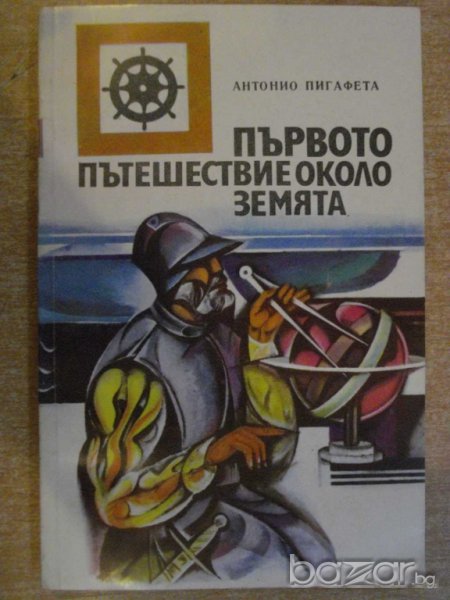 АНТОНИО ПИГАФЕТА
ПЪРВОТО
ПЪТЕШЕСТВИЕ ОКОЛО
ЗЕМЯТА
bazar.bg